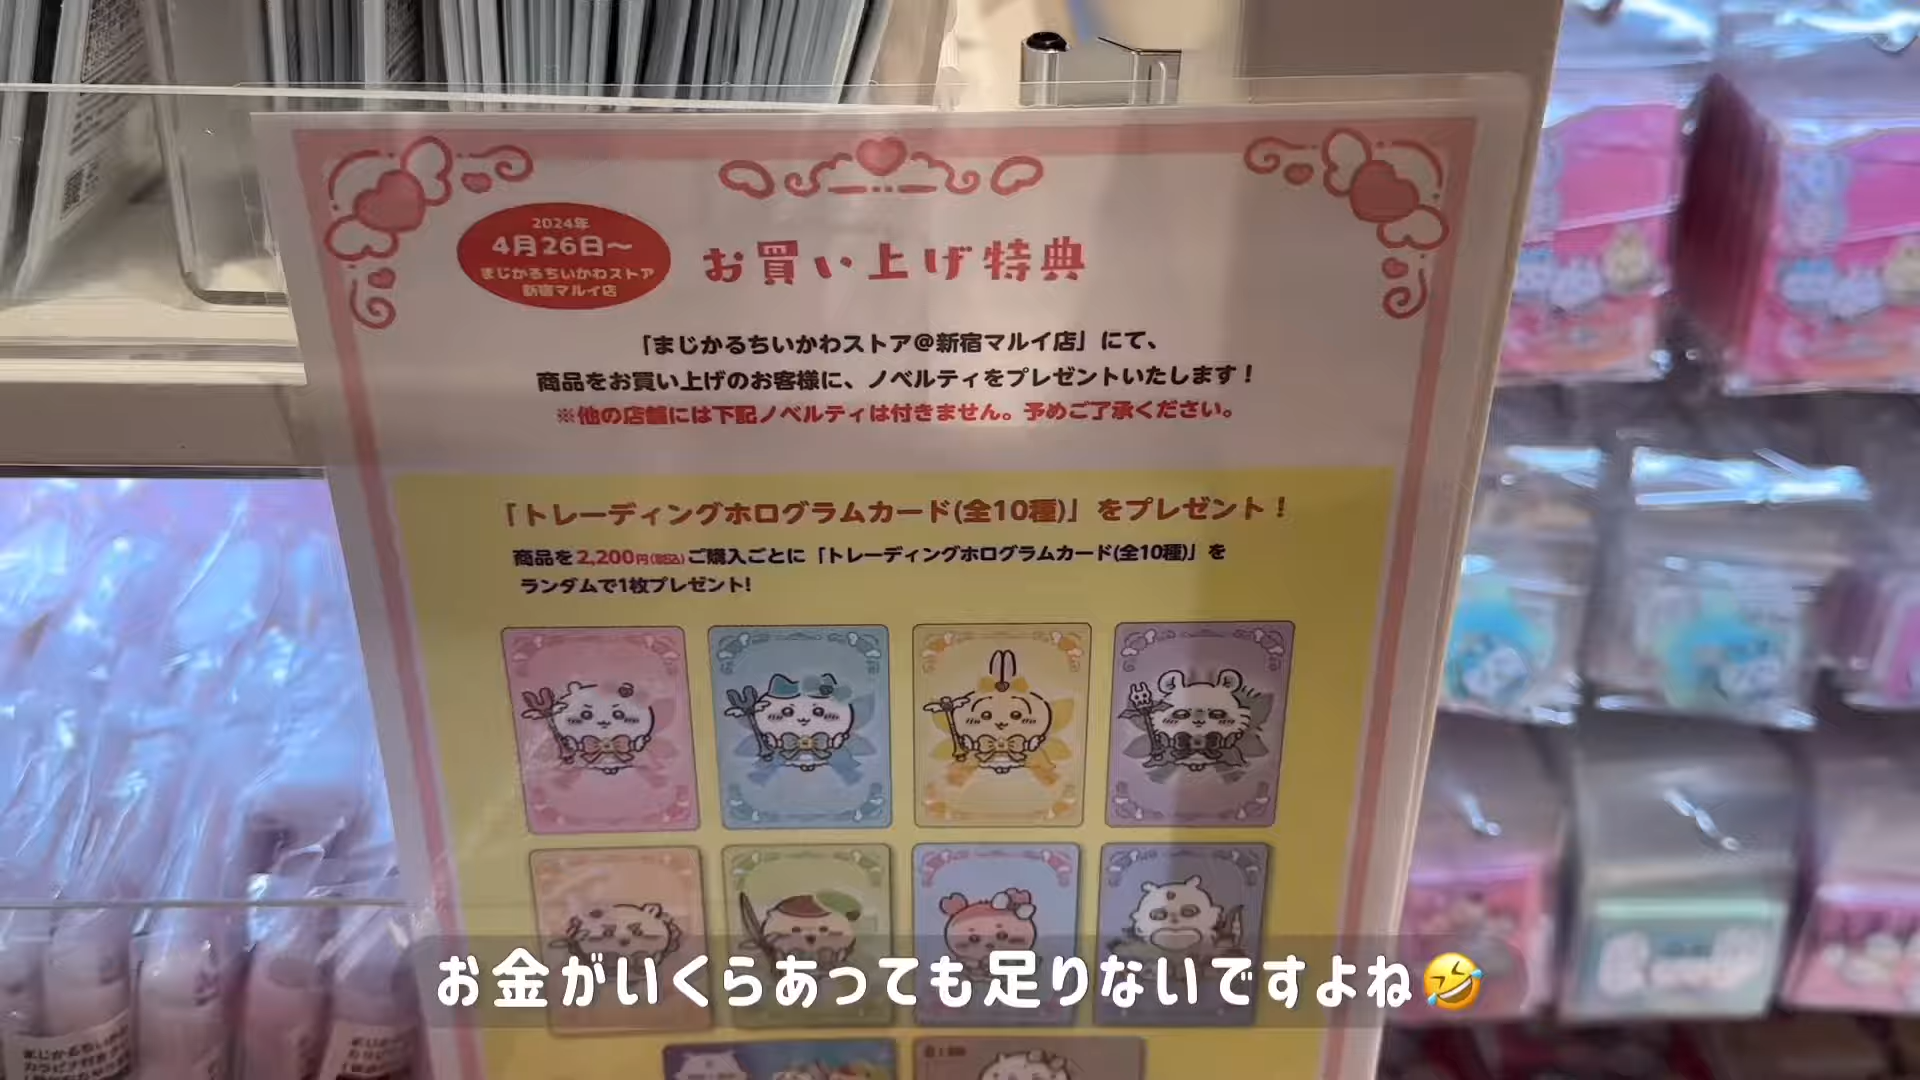 2024年
4月26日～
まじかるちいかわストア
新宿マルイ店
お買い上げ特典
「まじかるちいかわストア@新宿マルイ店」にて、
商品をお買い上げのお客様に、ノベルティをプレゼントいたします！
※他の店舗には下記ノベルティは付きません。予めご了承ください。
「トレーディングホログラムカード(全10種)」をプレゼント！
商品を2,200円(税込)ご購入ごとに「トレーディングホログラムカード(全10種)」を
ランダムで1枚プレゼント!
お金がいくらあっても足りないですよね🤣
まじかるちいかわ